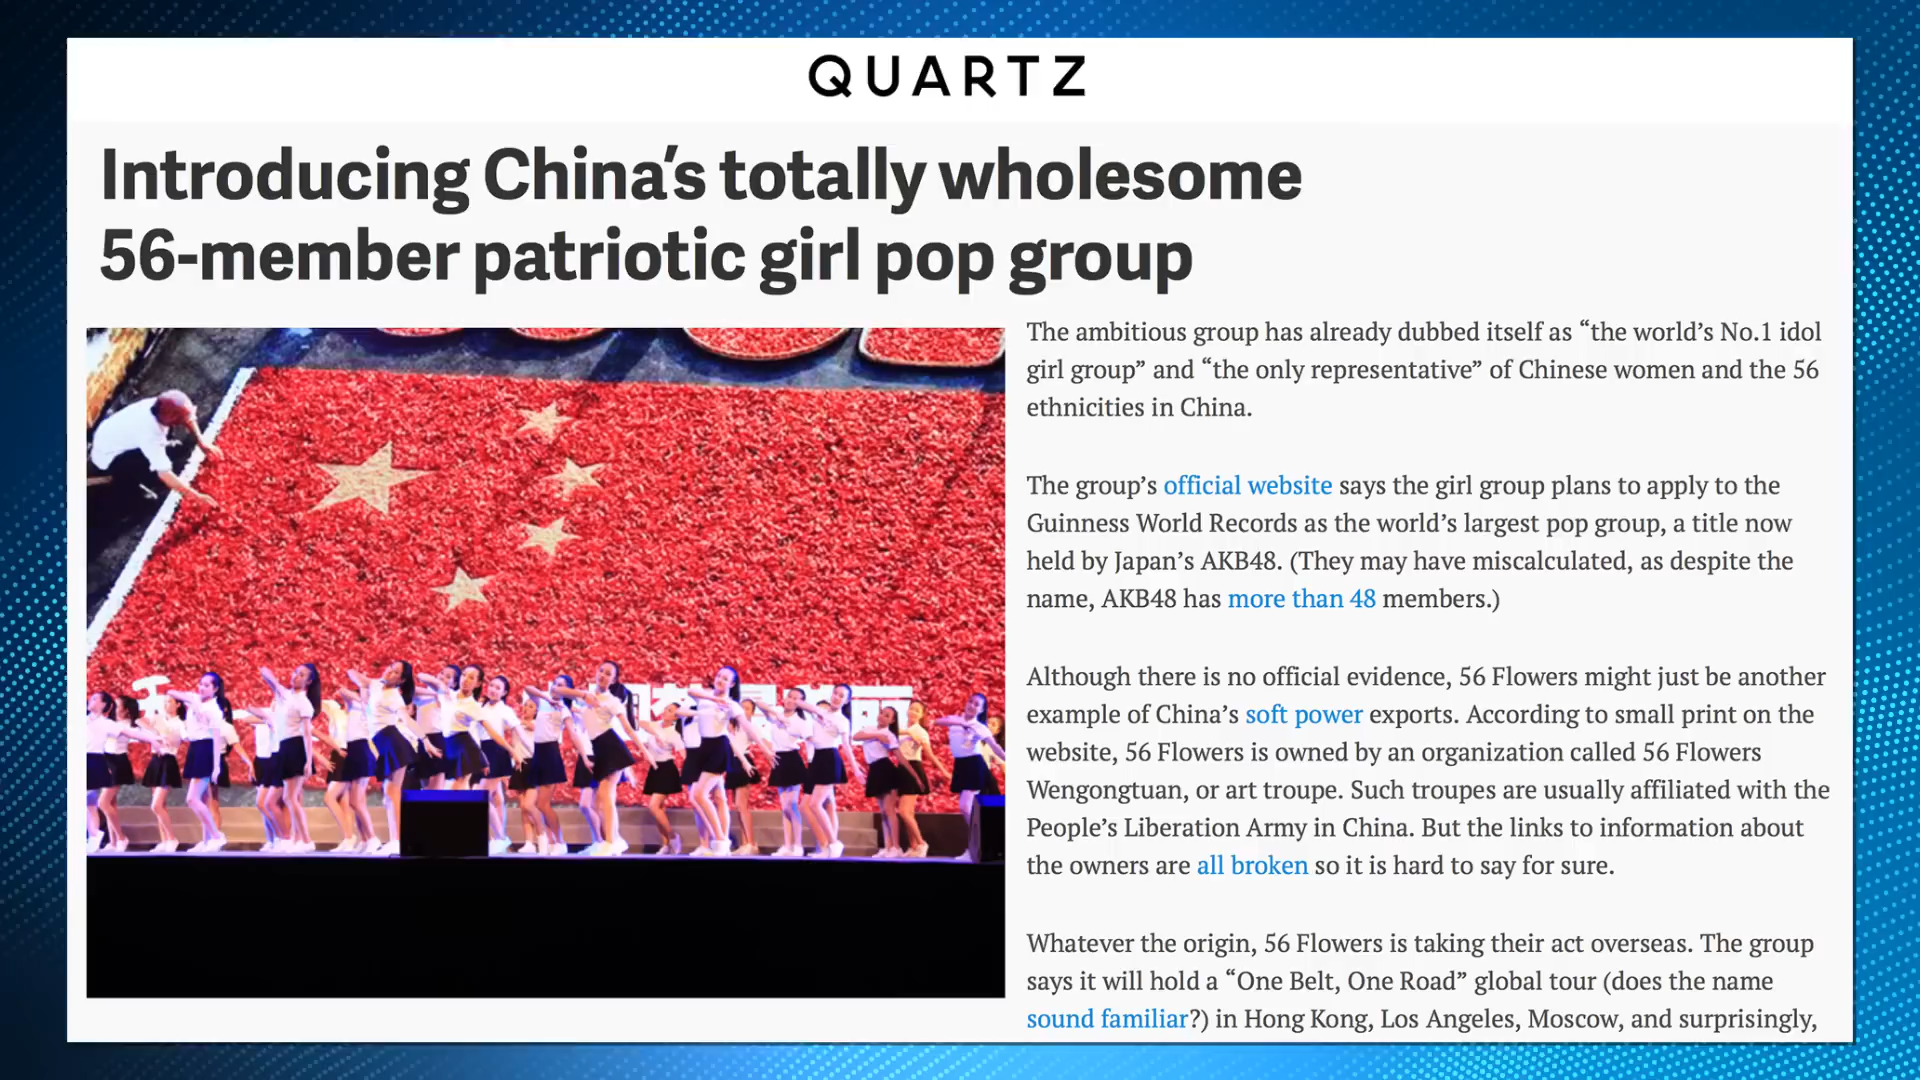 QUARTZ
Introducing China's totally wholesome
56-member patriotic girl pop group
The ambitious group has already dubbed itself as “the world’s No.1 idol
girl group” and “the only representative” of Chinese women and the 56
ethnicities in China.
The group’s official website says the girl group plans to apply to the
Guinness World Records as the world’s largest pop group, a title now
held by Japan’s AKB48. (They may have miscalculated, as despite the
name, AKB48 has more than 48 members.)
Although there is no official evidence, 56 Flowers might just be another
example of China’s soft power exports. According to small print on the
website, 56 Flowers is owned by an organization called 56 Flowers
Wengongtuan, or art troupe. Such troupes are usually affiliated with the
People’s Liberation Army in China. But the links to information about
the owners are all broken so it is hard to say for sure.
Whatever the origin, 56 Flowers is taking their act overseas. The group
says it will hold a “One Belt, One Road” global tour (does the name
sound familiar?) in Hong Kong, Los Angeles, Moscow, and surprisingly,